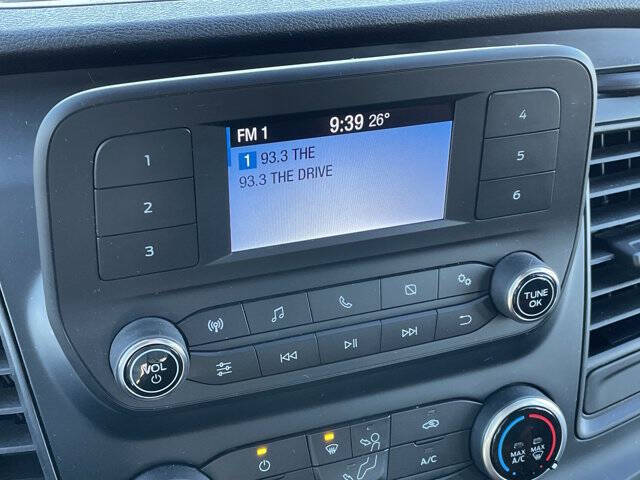 FM 1 9:39 26°
1 93.3 THE
93.3 THE DRIVE
1
2
3
4
5
6
VOL
TUNE
OK
A/C
MAX
A/C
MAX